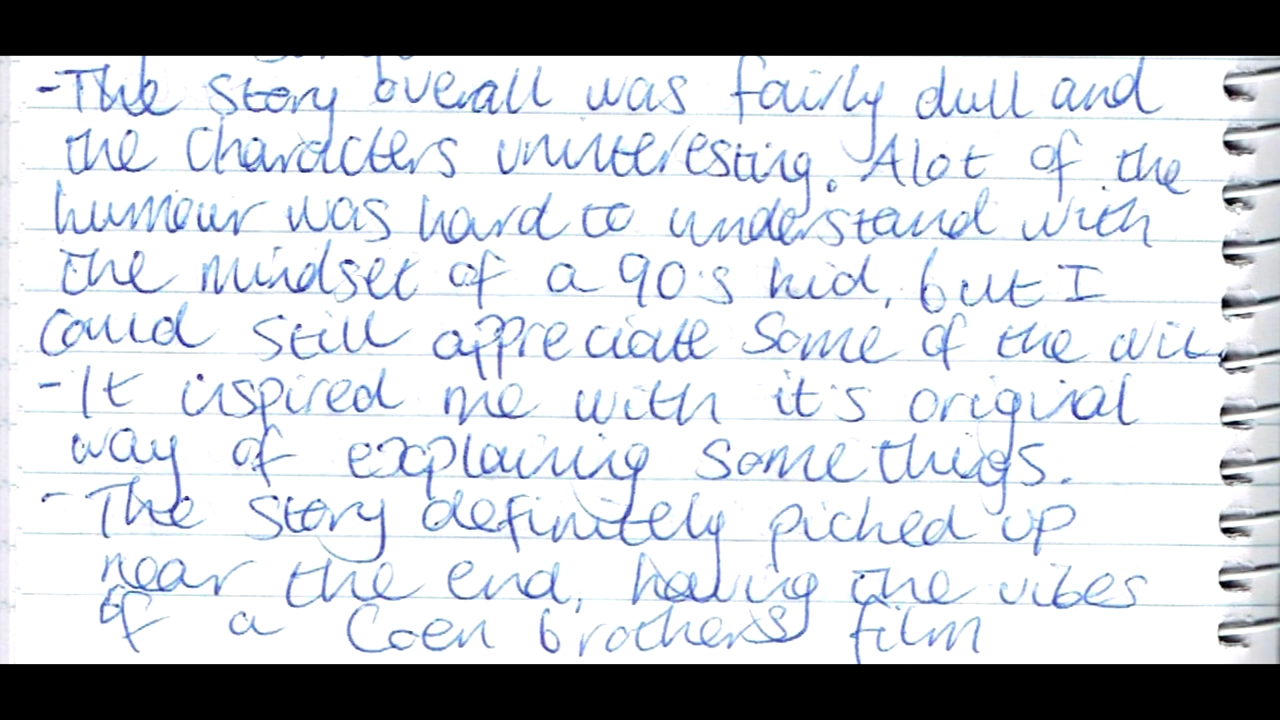 -The story overall was fairly dull and
the characters uninteresting. Alot of the
humour was hard to understand with
the mindset of a 90's kid, but I
could still appreciate some of the wit.
-It inspired me with it's original
way of explaining some things.
-The story definitely picked up
near the end, having the vibes
of a Coen brothers film